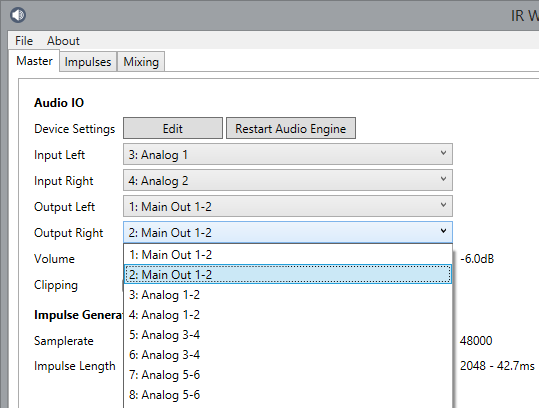 IR W
File About
Master Impulses Mixing
Audio IO
Device Settings Edit Restart Audio Engine
Input Left 3: Analog 1
Input Right 4: Analog 2
Output Left 1: Main Out 1-2
Output Right 2: Main Out 1-2
1: Main Out 1-2
Volume -6.0dB
2: Main Out 1-2
Clipping
3: Analog 1-2
Impulse Genera
4: Analog 1-2
Samplerate 48000
5: Analog 3-4
6: Analog 3-4
Impulse Length 2048 - 42.7ms
7: Analog 5-6
8: Analog 5-6